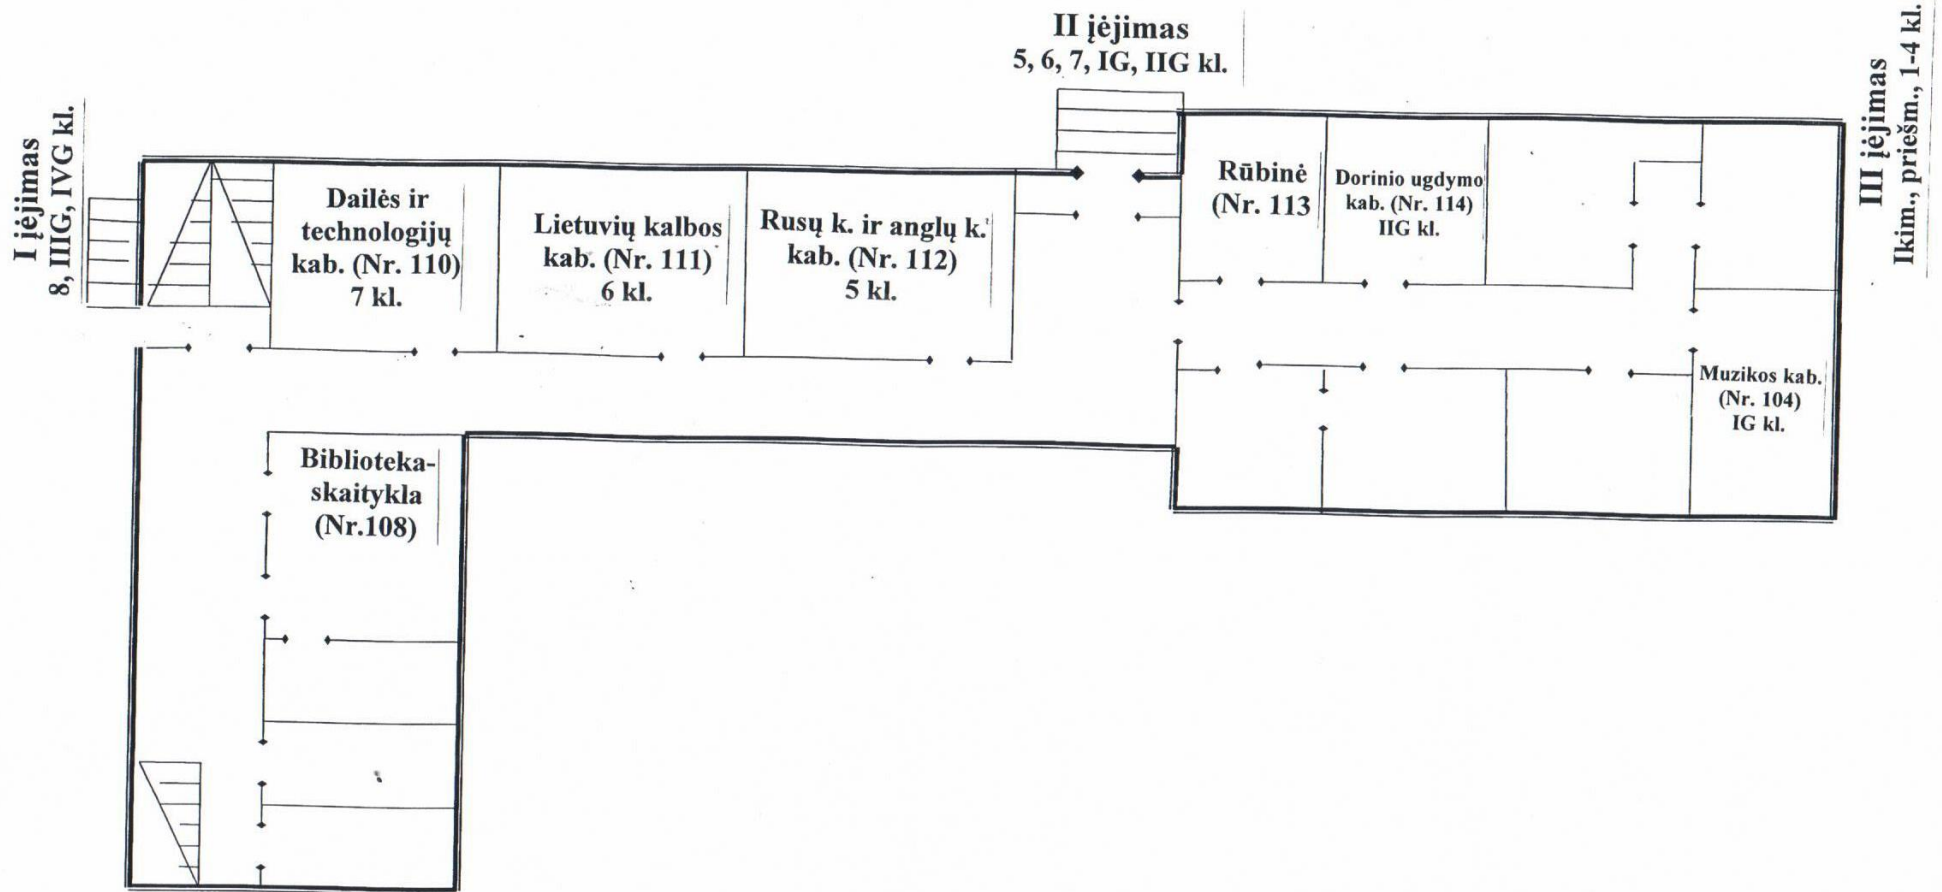 II įėjimas
5, 6, 7, IG, IIG kl.
I įėjimas
8, IIIG, IVG kl.
III įėjimas
Ikim., priešm., 1-4 kl.
Dailės ir
technologijų
kab. (Nr. 110)
7 kl.
Lietuvių kalbos
kab. (Nr. 111)
6 kl.
Rusų k. ir anglų k.
kab. (Nr. 112)
5 kl.
Rūbinė
(Nr. 113
Dorinio ugdymo
kab. (Nr. 114)
IIG kl.
Muzikos kab.
(Nr. 104)
IG kl.
Biblioteka-
skaitykla
(Nr.108)